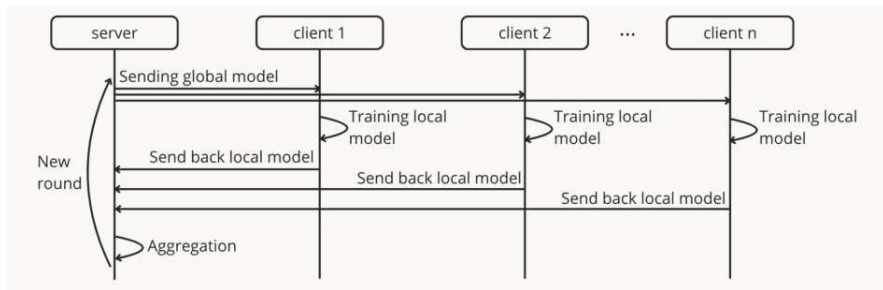 server
client 1
client 2
...
client n
Sending global model
Training local
model
Training local
model
Training local
model
Send back local model
New
round
Send back local model
Send back local model
Aggregation